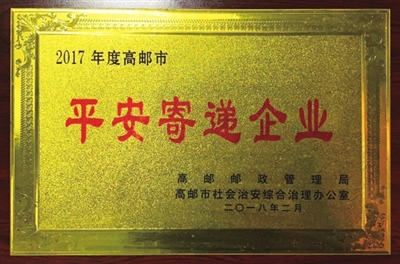 2017 年度高邮市
平安寄递企业
高邮邮政管理局
高邮市社会治安综合治理办公室
二〇一八年二月